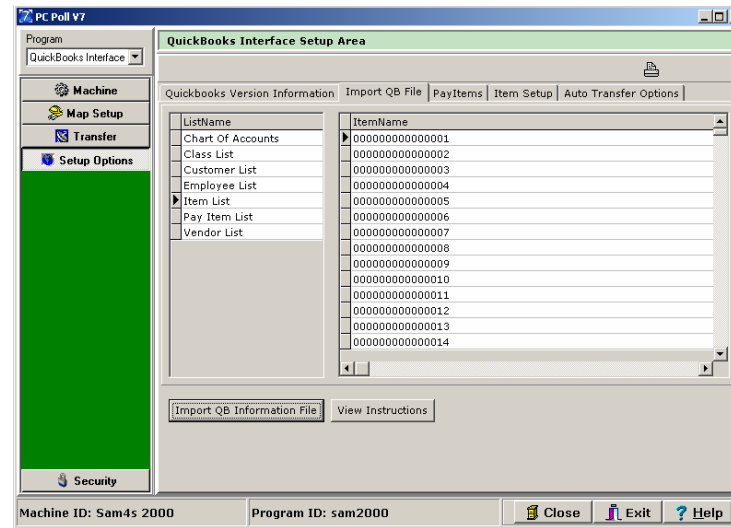 PC Poll V7
Program
QuickBooks Interface
QuickBooks Interface Setup Area
Machine
Map Setup
Transfer
Setup Options
Security
Quickbooks Version Information
Import QB File
PayItems
Item Setup
Auto Transfer Options
ListName
Chart Of Accounts
Class List
Customer List
Employee List
Item List
Pay Item List
Vendor List
ItemName
000000000000001
000000000000002
000000000000003
000000000000004
000000000000005
000000000000006
000000000000007
000000000000008
000000000000009
000000000000010
000000000000011
000000000000012
000000000000013
000000000000014
Import QB Information File
View Instructions
Machine ID: Sam4s 2000
Program ID: sam2000
Close
Exit
Help